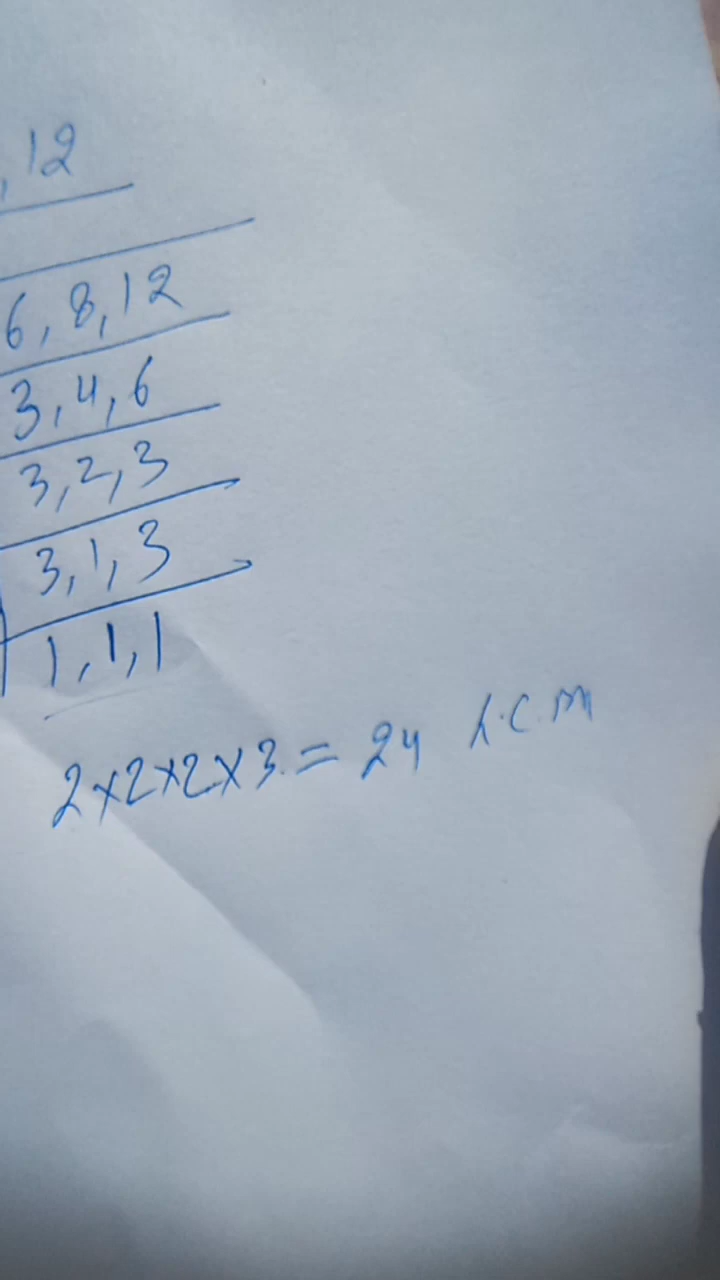 , 12
6, 8, 12
3, 4, 6
3, 2, 3
3, 1, 3
1, 1, 1
2×2×2×3 = 24 L.C.M